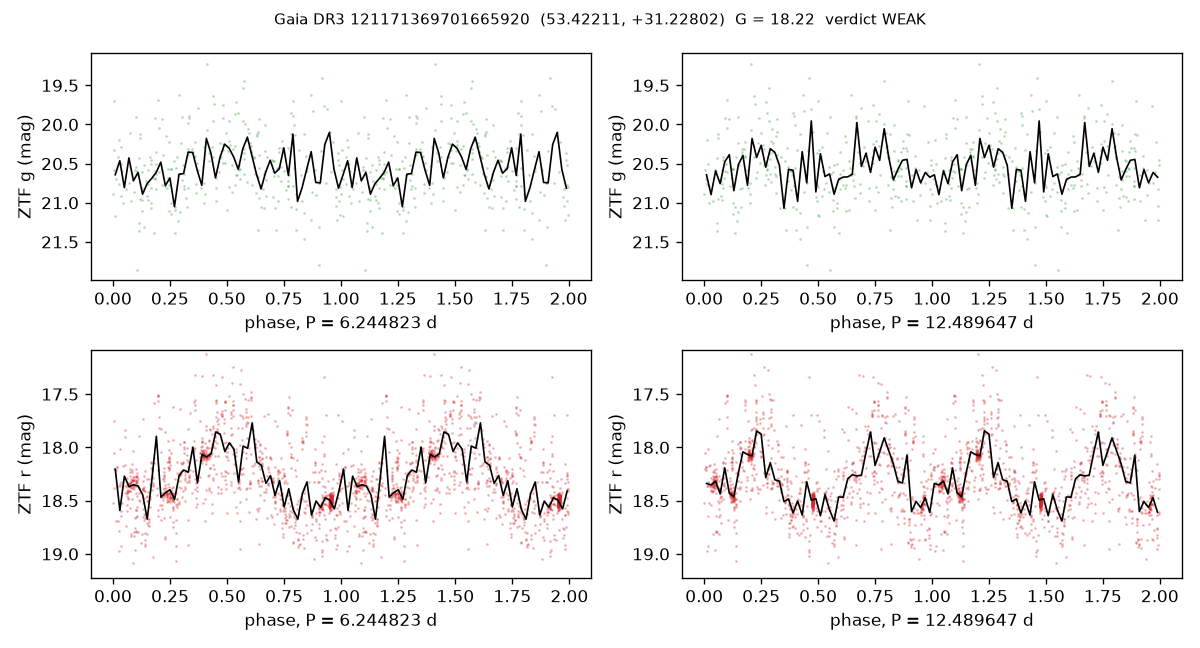 Gaia DR3 121171369701665920 (53.42211, +31.22802) G = 18.22 verdict WEAK
ZTF g (mag)
19.5
20.0
20.5
21.0
21.5
0.00 0.25 0.50 0.75 1.00 1.25 1.50 1.75 2.00
phase, P = 6.244823 d
ZTF g (mag)
19.5
20.0
20.5
21.0
21.5
0.00 0.25 0.50 0.75 1.00 1.25 1.50 1.75 2.00
phase, P = 12.489647 d
ZTF r (mag)
17.5
18.0
18.5
19.0
0.00 0.25 0.50 0.75 1.00 1.25 1.50 1.75 2.00
phase, P = 6.244823 d
ZTF r (mag)
17.5
18.0
18.5
19.0
0.00 0.25 0.50 0.75 1.00 1.25 1.50 1.75 2.00
phase, P = 12.489647 d